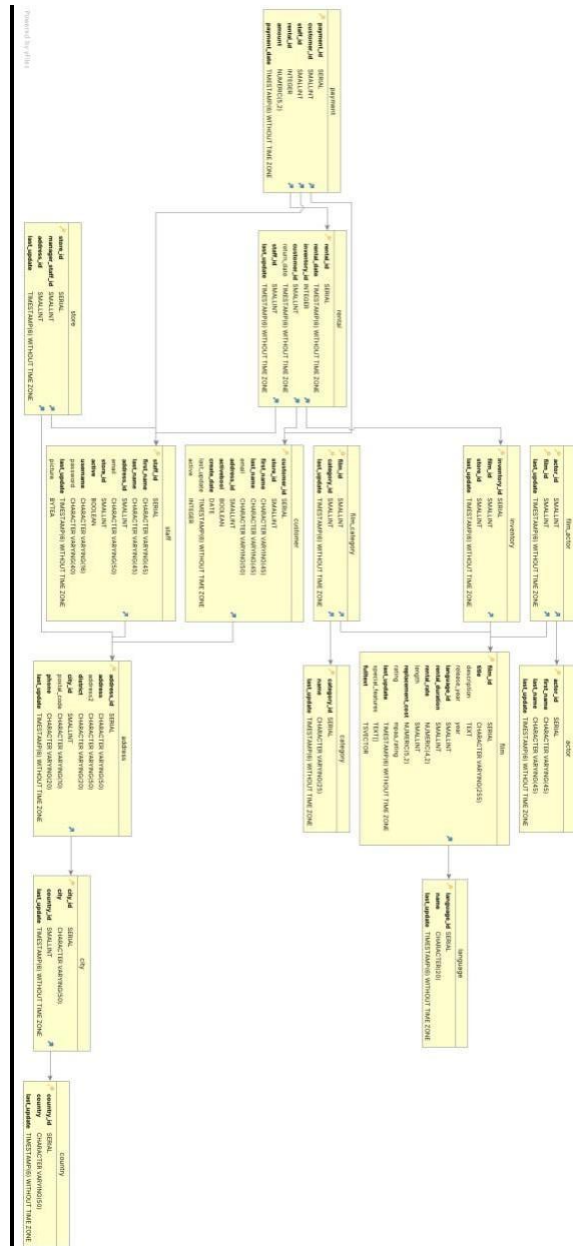 payment
payment_id SERIAL
customer_id SMALLINT
staff_id SMALLINT
rental_id INTEGER
amount NUMERIC(5,2)
payment_date TIMESTAMP(6) WITHOUT TIME ZONE
rental
rental_id SERIAL
rental_date TIMESTAMP(6) WITHOUT TIME ZONE
inventory_id INTEGER
customer_id SMALLINT
return_date TIMESTAMP(6) WITHOUT TIME ZONE
staff_id SMALLINT
last_update TIMESTAMP(6) WITHOUT TIME ZONE
store
store_id SERIAL
manager_staff_id SMALLINT
address_id SMALLINT
last_update TIMESTAMP(6) WITHOUT TIME ZONE
film_actor
actor_id SMALLINT
film_id SMALLINT
last_update TIMESTAMP(6) WITHOUT TIME ZONE
inventory
inventory_id SERIAL
film_id SMALLINT
store_id SMALLINT
last_update TIMESTAMP(6) WITHOUT TIME ZONE
film_category
film_id SMALLINT
category_id SMALLINT
last_update TIMESTAMP(6) WITHOUT TIME ZONE
customer
customer_id SERIAL
store_id SMALLINT
first_name CHARACTER VARYING(45)
last_name CHARACTER VARYING(45)
email CHARACTER VARYING(50)
address_id SMALLINT
activebool BOOLEAN
create_date DATE
last_update TIMESTAMP(6) WITHOUT TIME ZONE
active INTEGER
staff
staff_id SERIAL
first_name CHARACTER VARYING(45)
last_name CHARACTER VARYING(45)
address_id SMALLINT
email CHARACTER VARYING(50)
store_id SMALLINT
active BOOLEAN
username CHARACTER VARYING(16)
password CHARACTER VARYING(40)
last_update TIMESTAMP(6) WITHOUT TIME ZONE
picture BYTEA
actor
actor_id SERIAL
first_name CHARACTER VARYING(45)
last_name CHARACTER VARYING(45)
last_update TIMESTAMP(6) WITHOUT TIME ZONE
film
film_id SERIAL
title CHARACTER VARYING(255)
description TEXT
release_year year
language_id SMALLINT
rental_duration SMALLINT
rental_rate NUMERIC(4,2)
length SMALLINT
replacement_cost NUMERIC(5,2)
rating mpaa_rating
last_update TIMESTAMP(6) WITHOUT TIME ZONE
special_features TEXT[]
fulltext TSVECTOR
category
category_id SERIAL
name CHARACTER VARYING(25)
last_update TIMESTAMP(6) WITHOUT TIME ZONE
address
address_id SERIAL
address CHARACTER VARYING(50)
address2 CHARACTER VARYING(50)
district CHARACTER VARYING(20)
city_id SMALLINT
postal_code CHARACTER VARYING(10)
phone CHARACTER VARYING(20)
last_update TIMESTAMP(6) WITHOUT TIME ZONE
language
language_id SERIAL
name CHARACTER(20)
last_update TIMESTAMP(6) WITHOUT TIME ZONE
city
city_id SERIAL
city CHARACTER VARYING(50)
country_id SMALLINT
last_update TIMESTAMP(6) WITHOUT TIME ZONE
country
country_id SERIAL
country CHARACTER VARYING(50)
last_update TIMESTAMP(6) WITHOUT TIME ZONE
Powered by yFiles